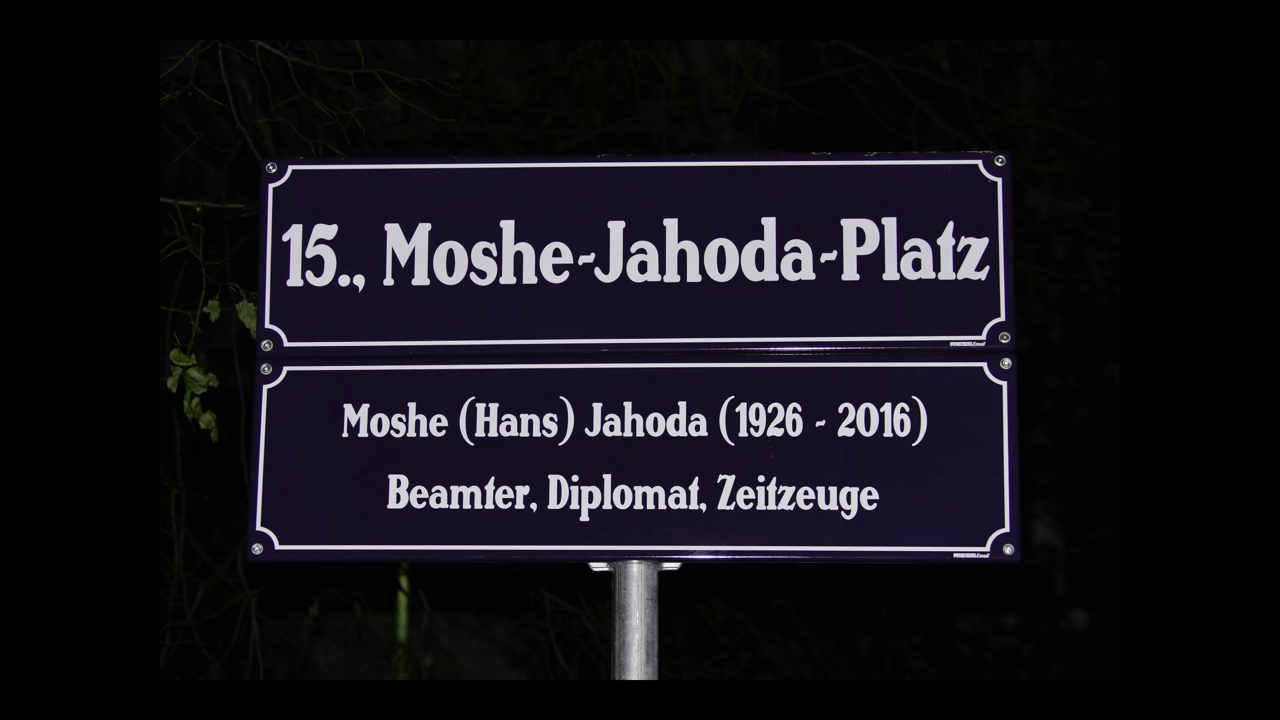 15., Moshe-Jahoda-Platz
Moshe (Hans) Jahoda (1926 - 2016)
Beamter, Diplomat, Zeitzeuge